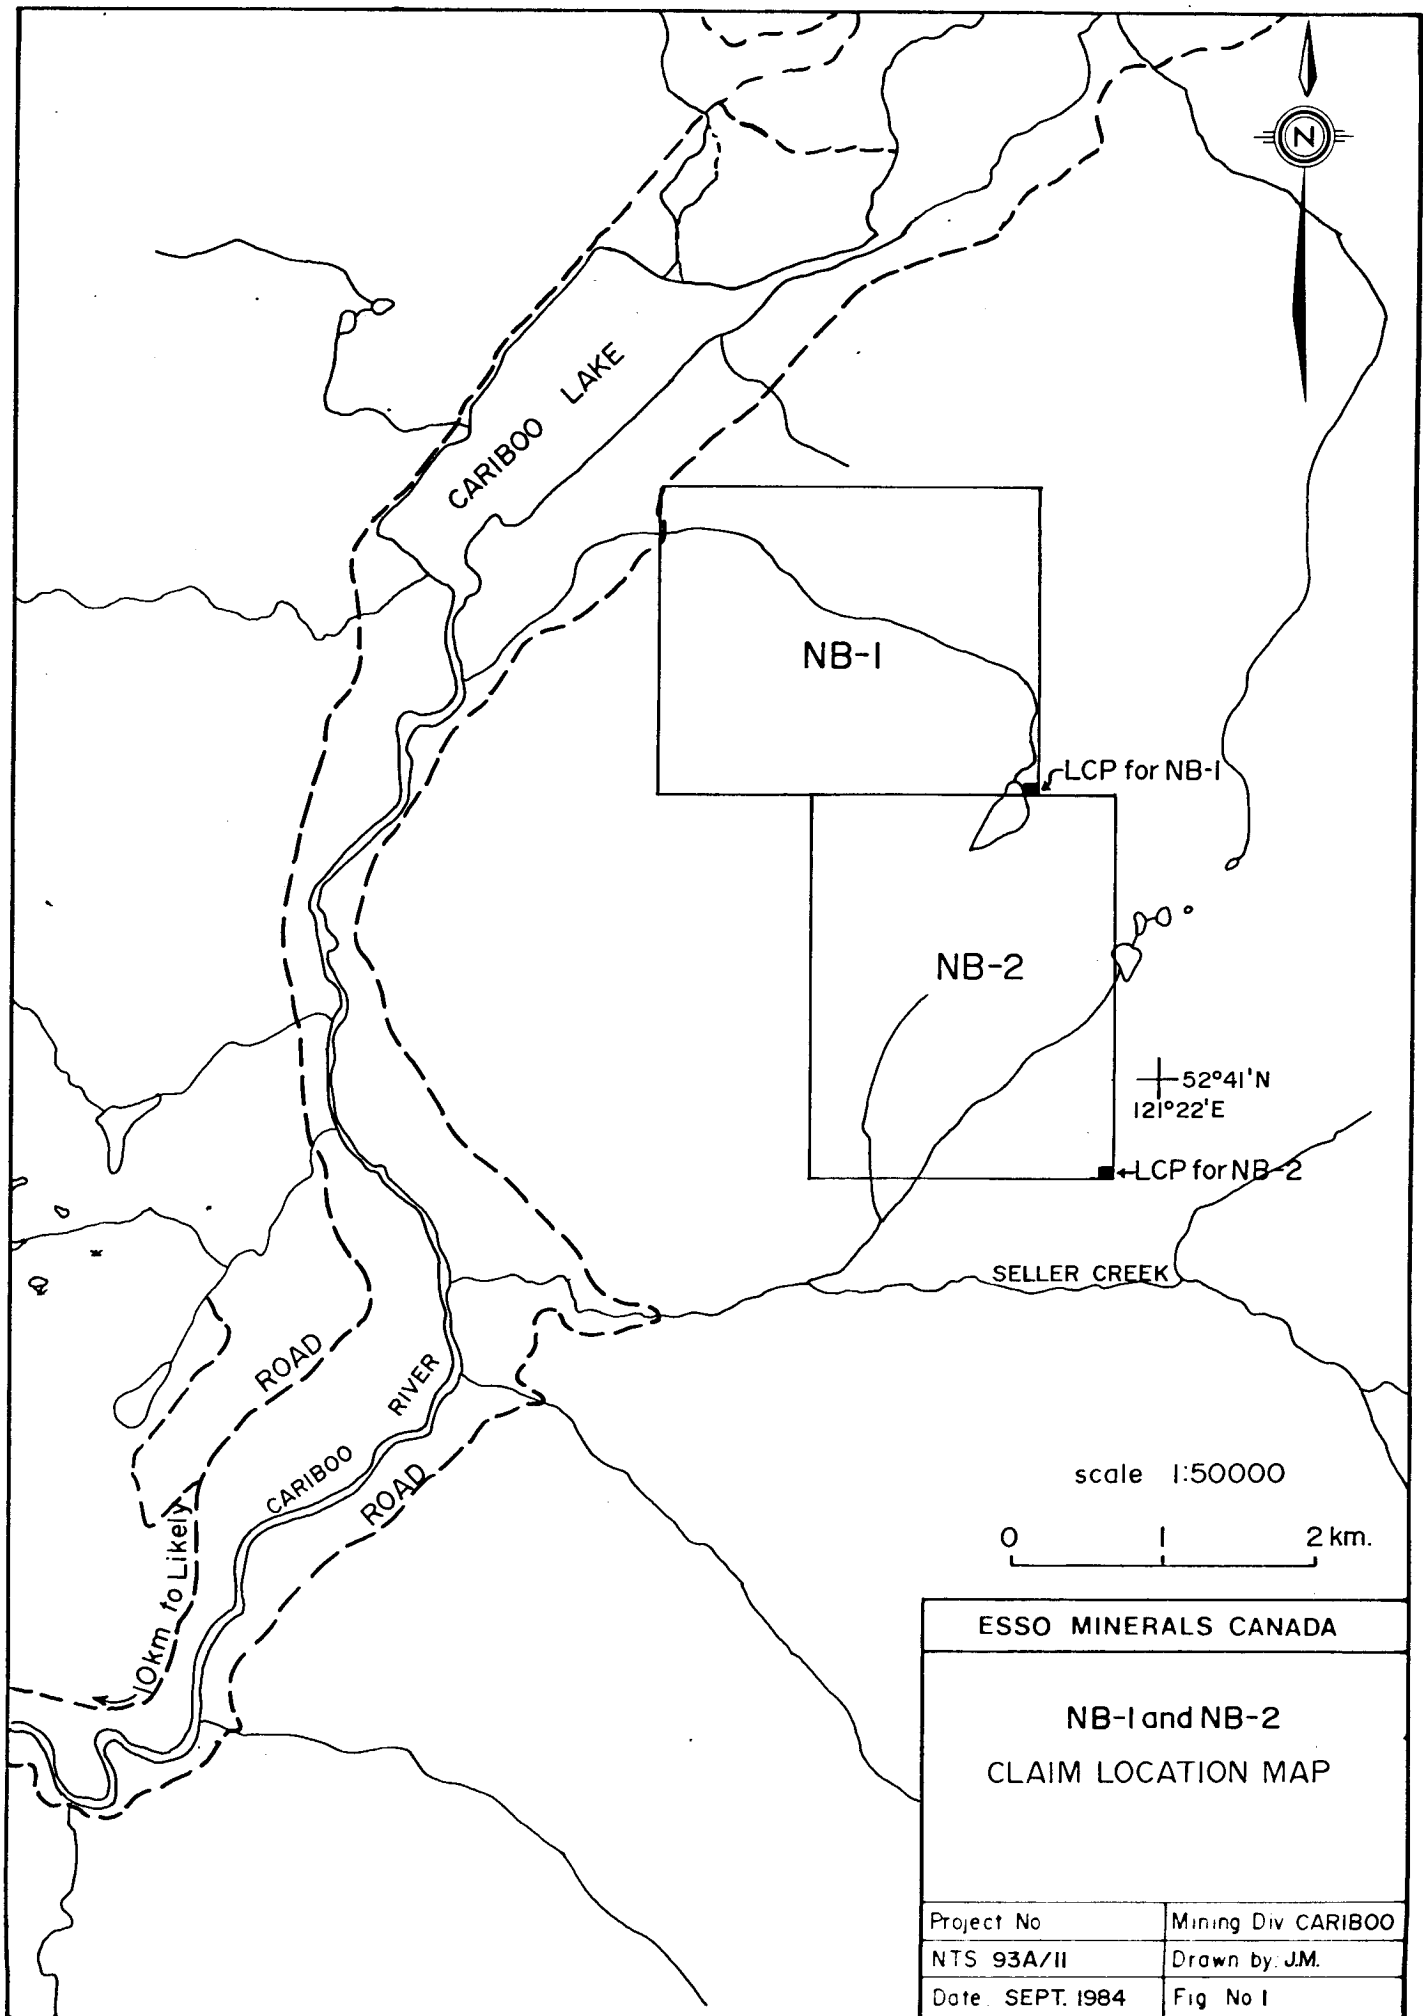 N
CARIBOO LAKE
NB-1
LCP for NB-1
NB-2
52°41'N
121°22'E
LCP for NB-2
SELLER CREEK
ROAD
CARIBOO RIVER
ROAD
10km to Likely
scale 1:50000
0 1 2 km.
ESSO MINERALS CANADA
NB-1 and NB-2
CLAIM LOCATION MAP
Project No
Mining Div CARIBOO
NTS 93A/11
Drawn by: J.M.
Date. SEPT. 1984
Fig No 1